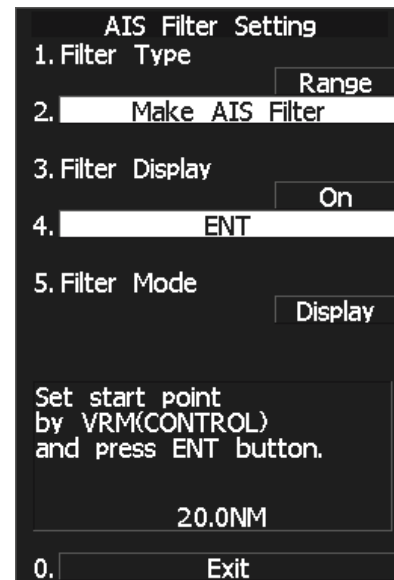 AIS Filter Setting
1. Filter Type
Range
2. Make AIS Filter
3. Filter Display
On
4. ENT
5. Filter Mode
Display
Set start point
by VRM(CONTROL)
and press ENT button.
20.0NM
0. Exit